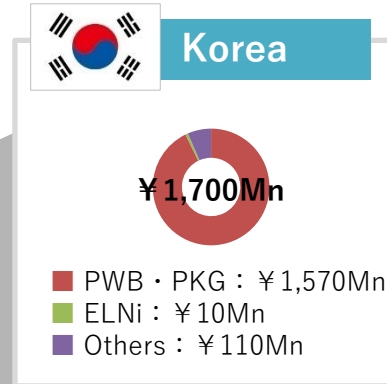 Korea
￥1,700Mn
PWB・PKG：￥1,570Mn
ELNi：￥10Mn
Others：￥110Mn